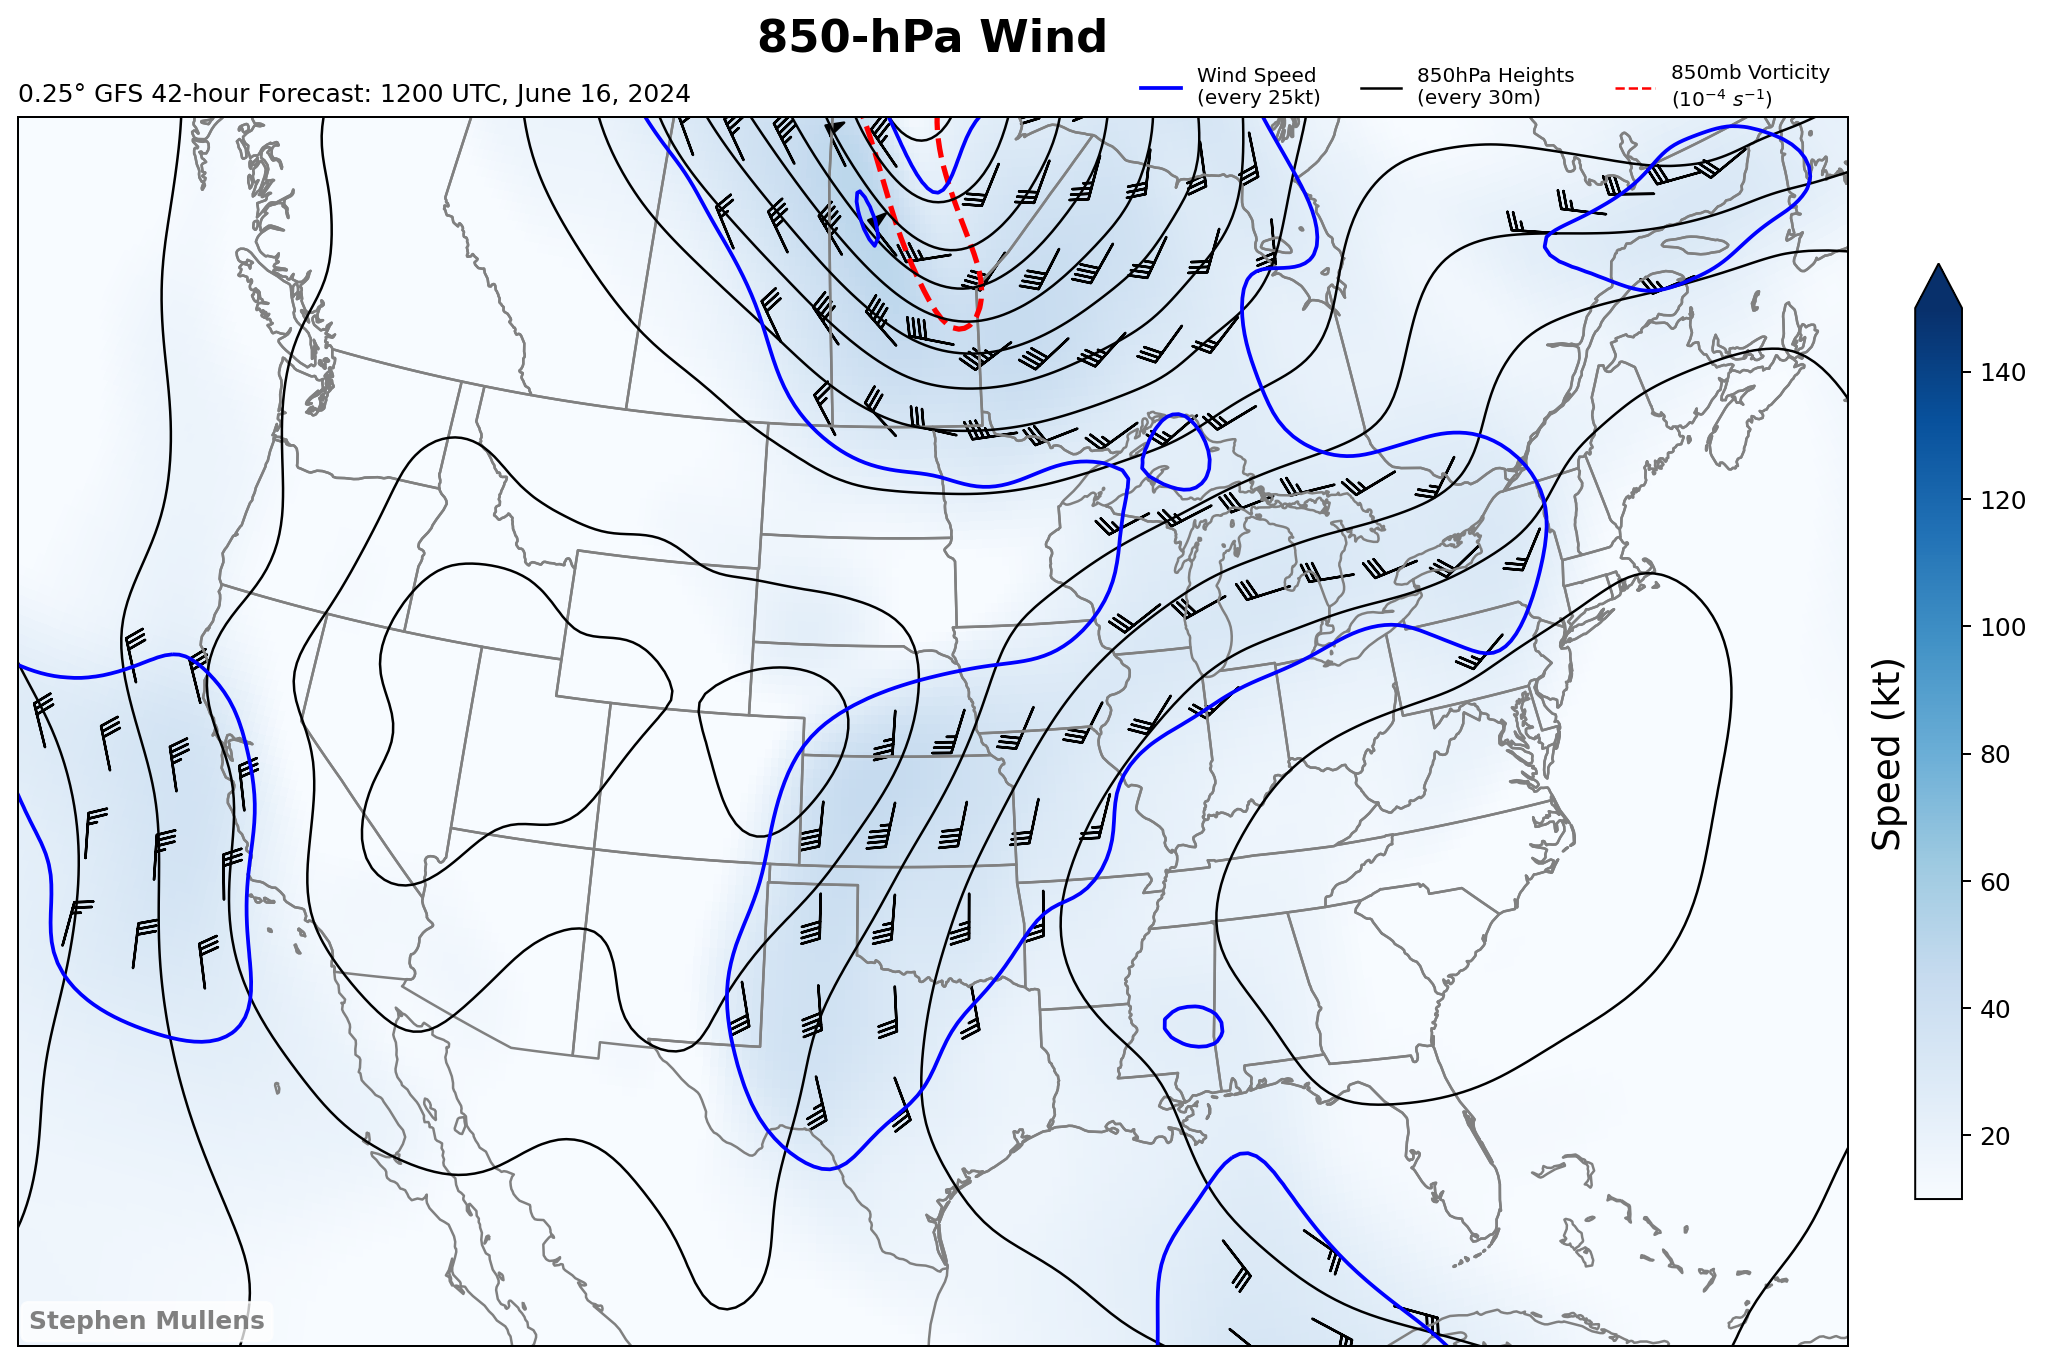 850-hPa Wind
0.25° GFS 42-hour Forecast: 1200 UTC, June 16, 2024
Wind Speed
(every 25kt)
850hPa Heights
(every 30m)
850mb Vorticity
(10⁻⁴ s⁻¹)
140
120
100
80
60
40
20
Speed (kt)
Stephen Mullens